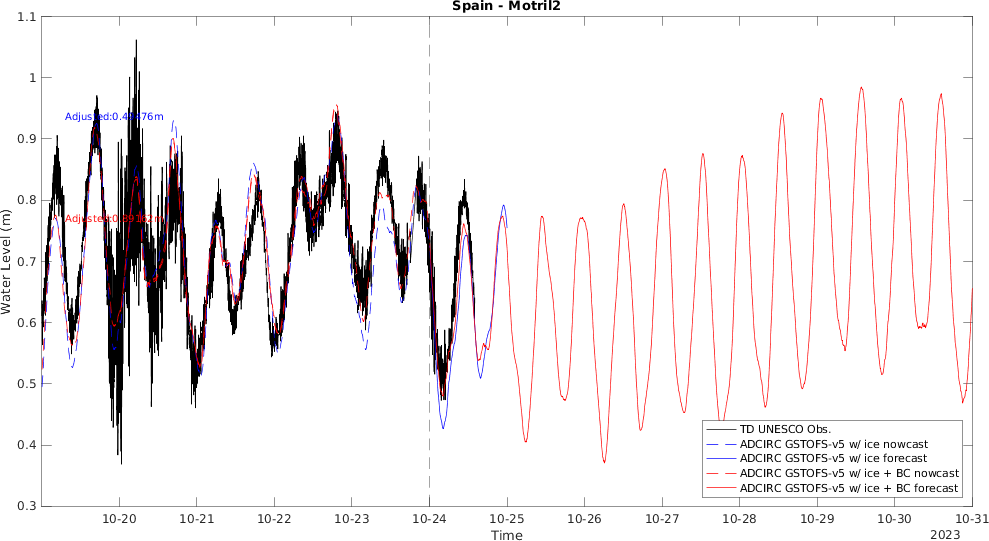 Spain - Motril2
1.1
1
0.9
0.8
0.7
0.6
0.5
0.4
0.3
Water Level (m)
TD UNESCO Obs.
ADCIRC GSTOFS-v5 w/ ice nowcast
ADCIRC GSTOFS-v5 w/ ice forecast
ADCIRC GSTOFS-v5 w/ ice + BC nowcast
ADCIRC GSTOFS-v5 w/ ice + BC forecast
10-20 10-21 10-22 10-23 10-24 10-25 10-26 10-27 10-28 10-29 10-30 10-31
Time
2023